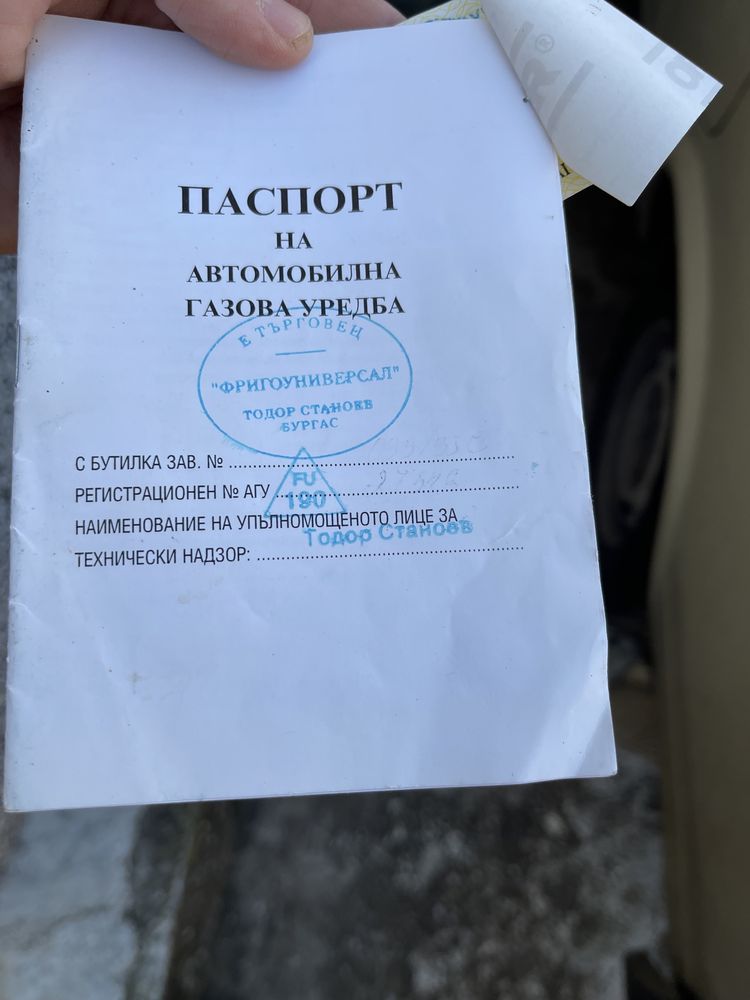 ПАСПОРТ
НА
АВТОМОБИЛНА
ГАЗОВА УРЕДБА
Е ТЪРГОВЕЦ
"ФРИГОУНИВЕРСАЛ"
ТОДОР СТАНОЕВ
БУРГАС
С БУТИЛКА ЗАВ. №
РЕГИСТРАЦИОНЕН № АГУ
FU
190
НАИМЕНОВАНИЕ НА УПЪЛНОМОЩЕНОТО ЛИЦЕ ЗА
Тодор Станоев
ТЕХНИЧЕСКИ НАДЗОР: